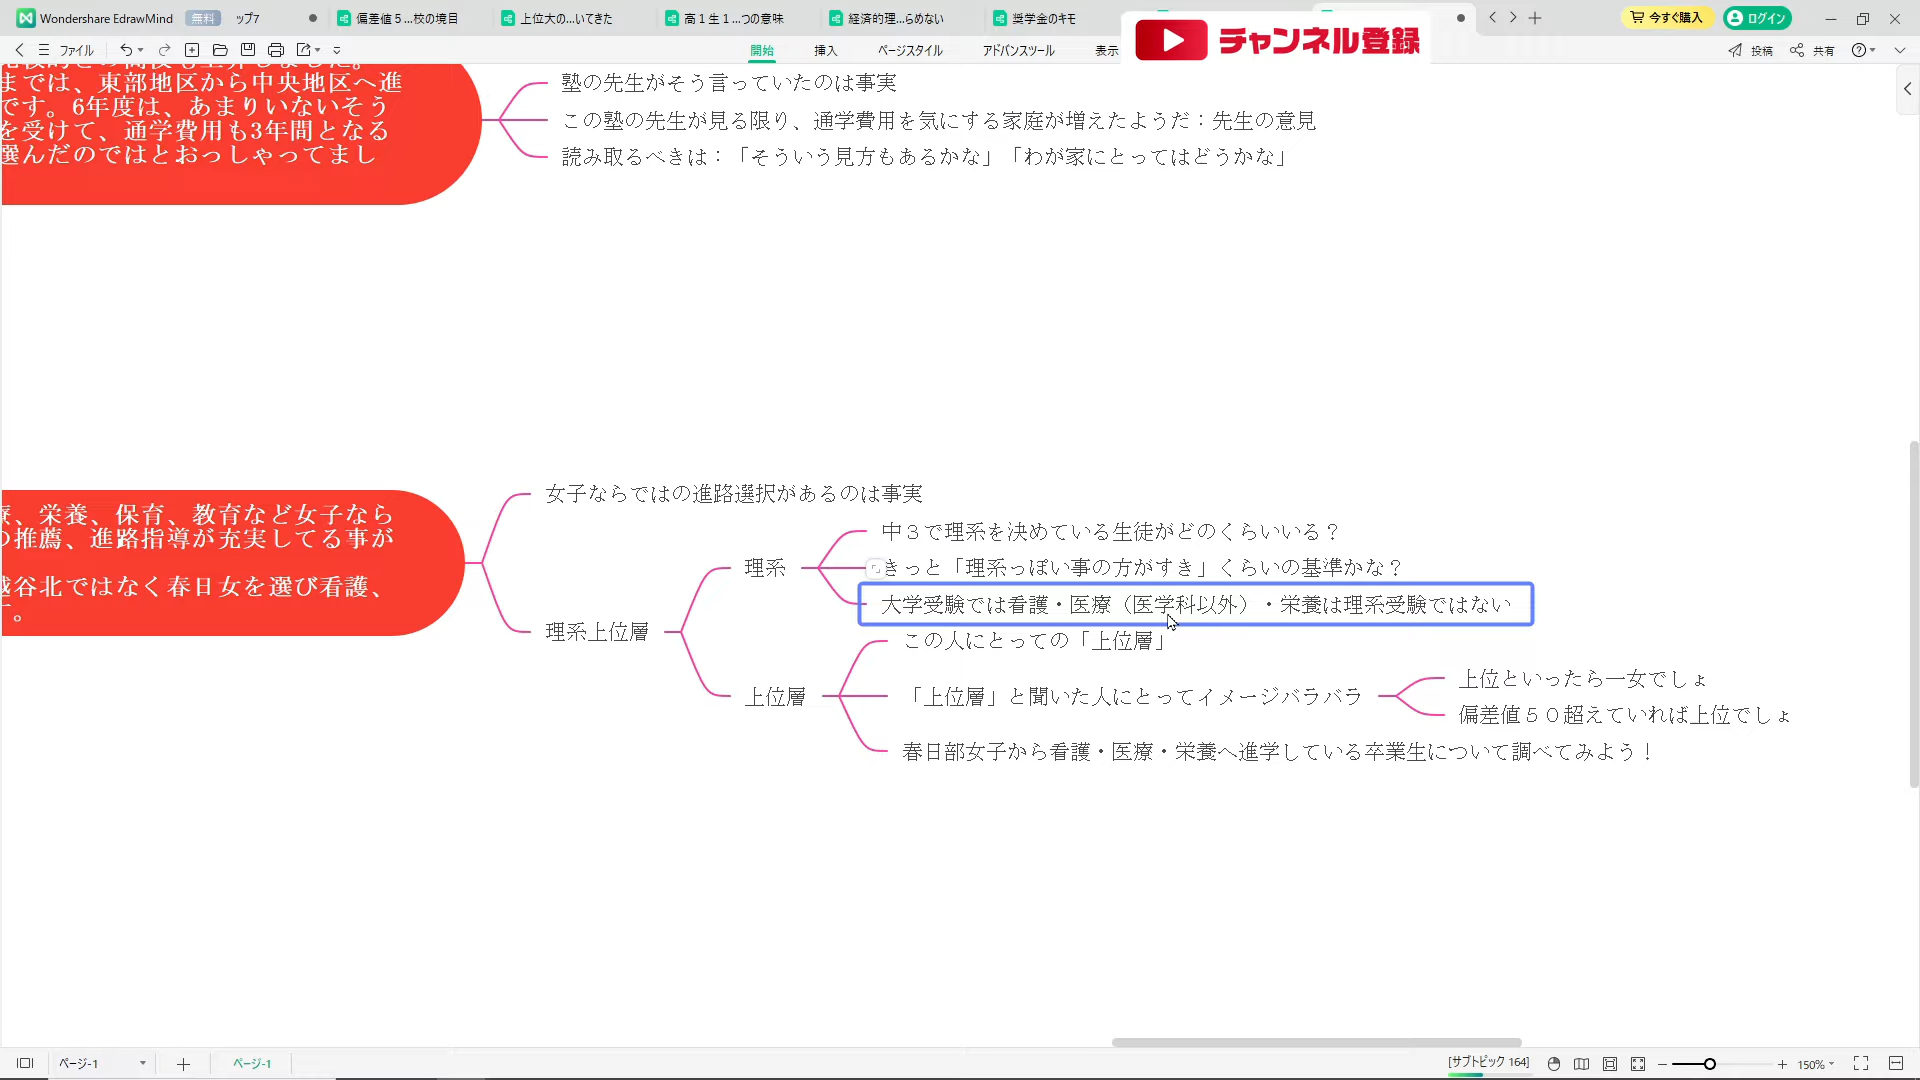 Wondershare EdrawMind 無料 ップ7 偏差値５...校の境目 上位大の...いてきた 高１生１...つの意味 経済的理...らめない 奨学金のキモ 今すぐ購入 ログイン
ファイル 開始 挿入 ページスタイル アドバンスツール 表示 チャンネル登録 投稿 共有
までは、東部地区から中央地区へ進
です。6年度は、あまりいないそう
を受けて、通学費用も3年間となる
選んだのではとおっしゃってまし
塾の先生がそう言っていたのは事実
この塾の先生が見る限り、通学費用を気にする家庭が増えたようだ：先生の意見
読み取るべきは：「そういう見方もあるかな」「わが家にとってはどうかな」
療、栄養、保育、教育など女子なら
の推薦、進路指導が充実してる事が
越谷北ではなく春日女を選び看護、
す。
女子ならではの進路選択があるのは事実
理系上位層
理系
中３で理系を決めている生徒がどのくらいいる？
きっと「理系っぽい事の方がすき」くらいの基準かな？
大学受験では看護・医療（医学科以外）・栄養は理系受験ではない
上位層
この人にとっての「上位層」
「上位層」と聞いた人にとってイメージバラバラ
上位といったら一女でしょ
偏差値５０超えていれば上位でしょ
春日部女子から看護・医療・栄養へ進学している卒業生について調べてみよう！
ページ-1 ページ-1 [サブトピック 164] 150%